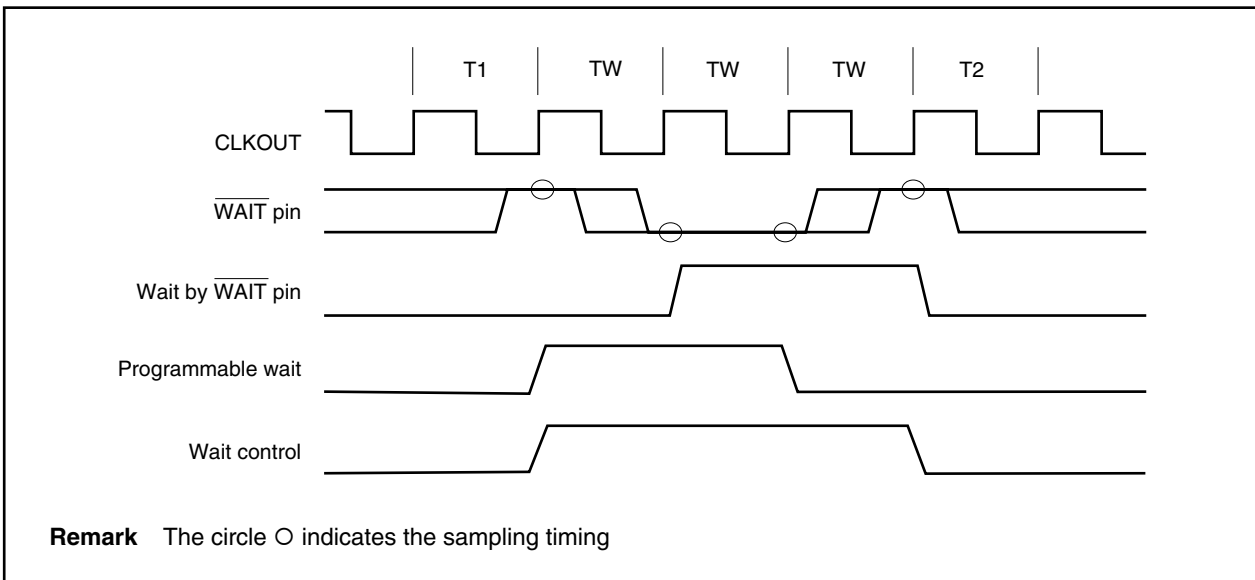 T1 TW TW TW T2
CLKOUT
WAIT pin
Wait by WAIT pin
Programmable wait
Wait control
Remark The circle ○ indicates the sampling timing